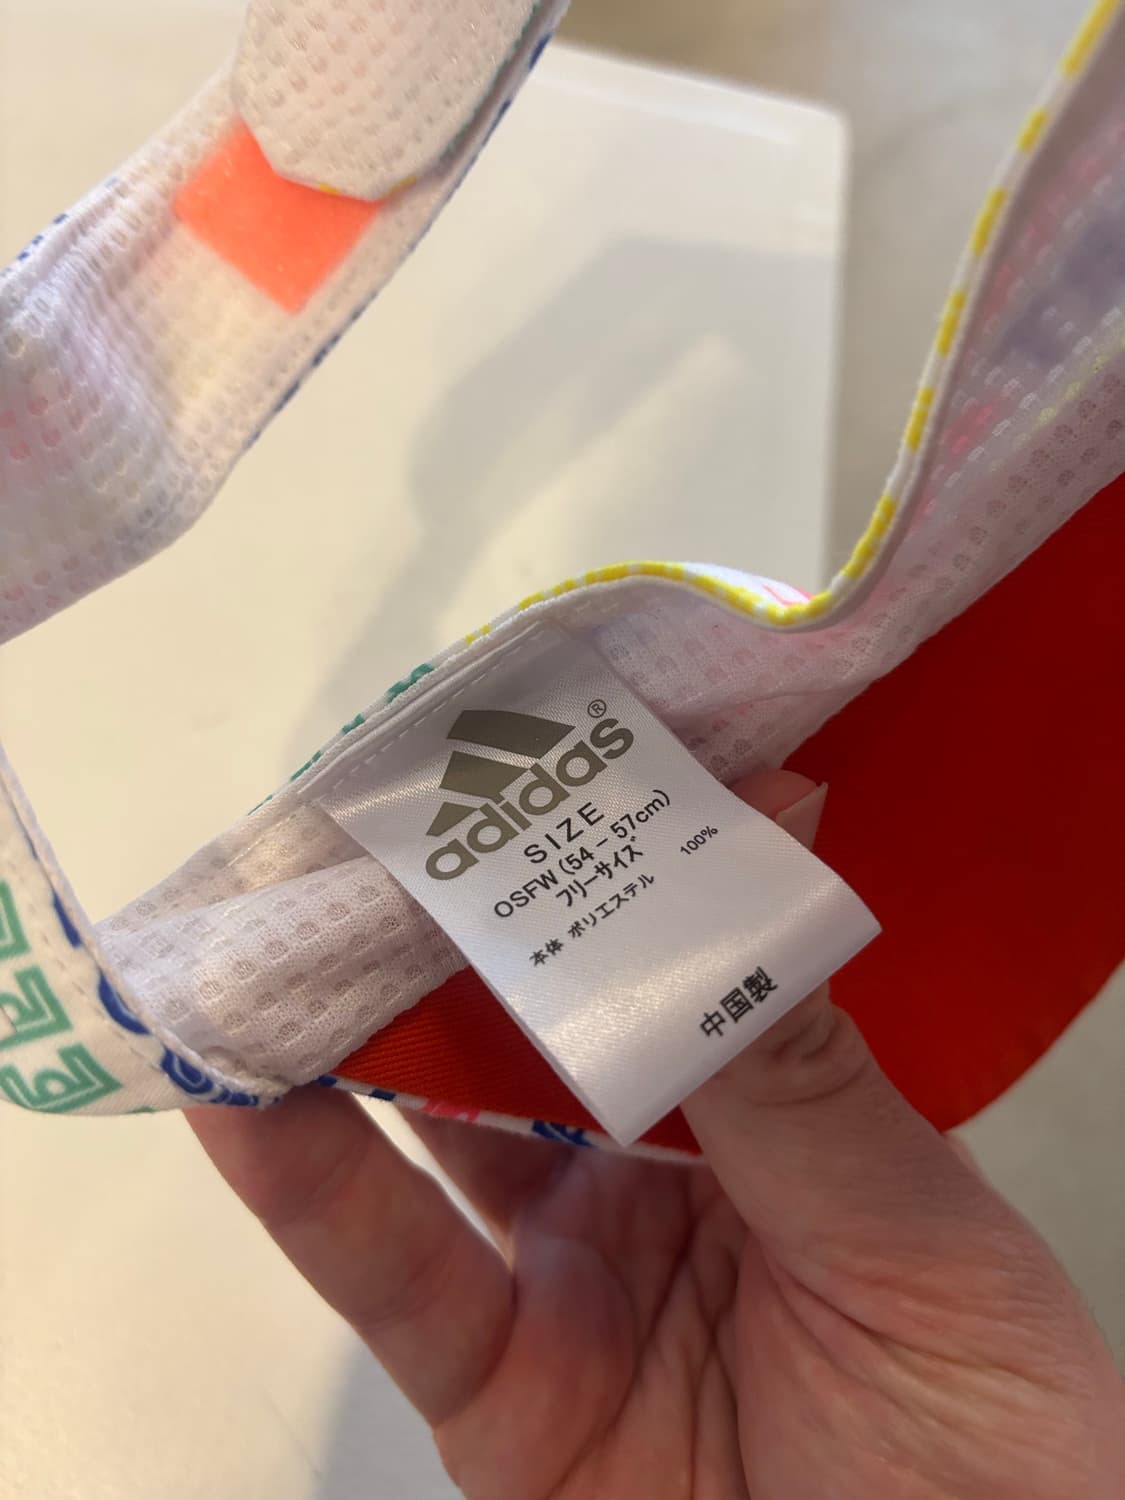 adidas®
SIZE
OSFW (54 - 57cm)
フリーサイズ
本体 ポリエステル 100%
中国製